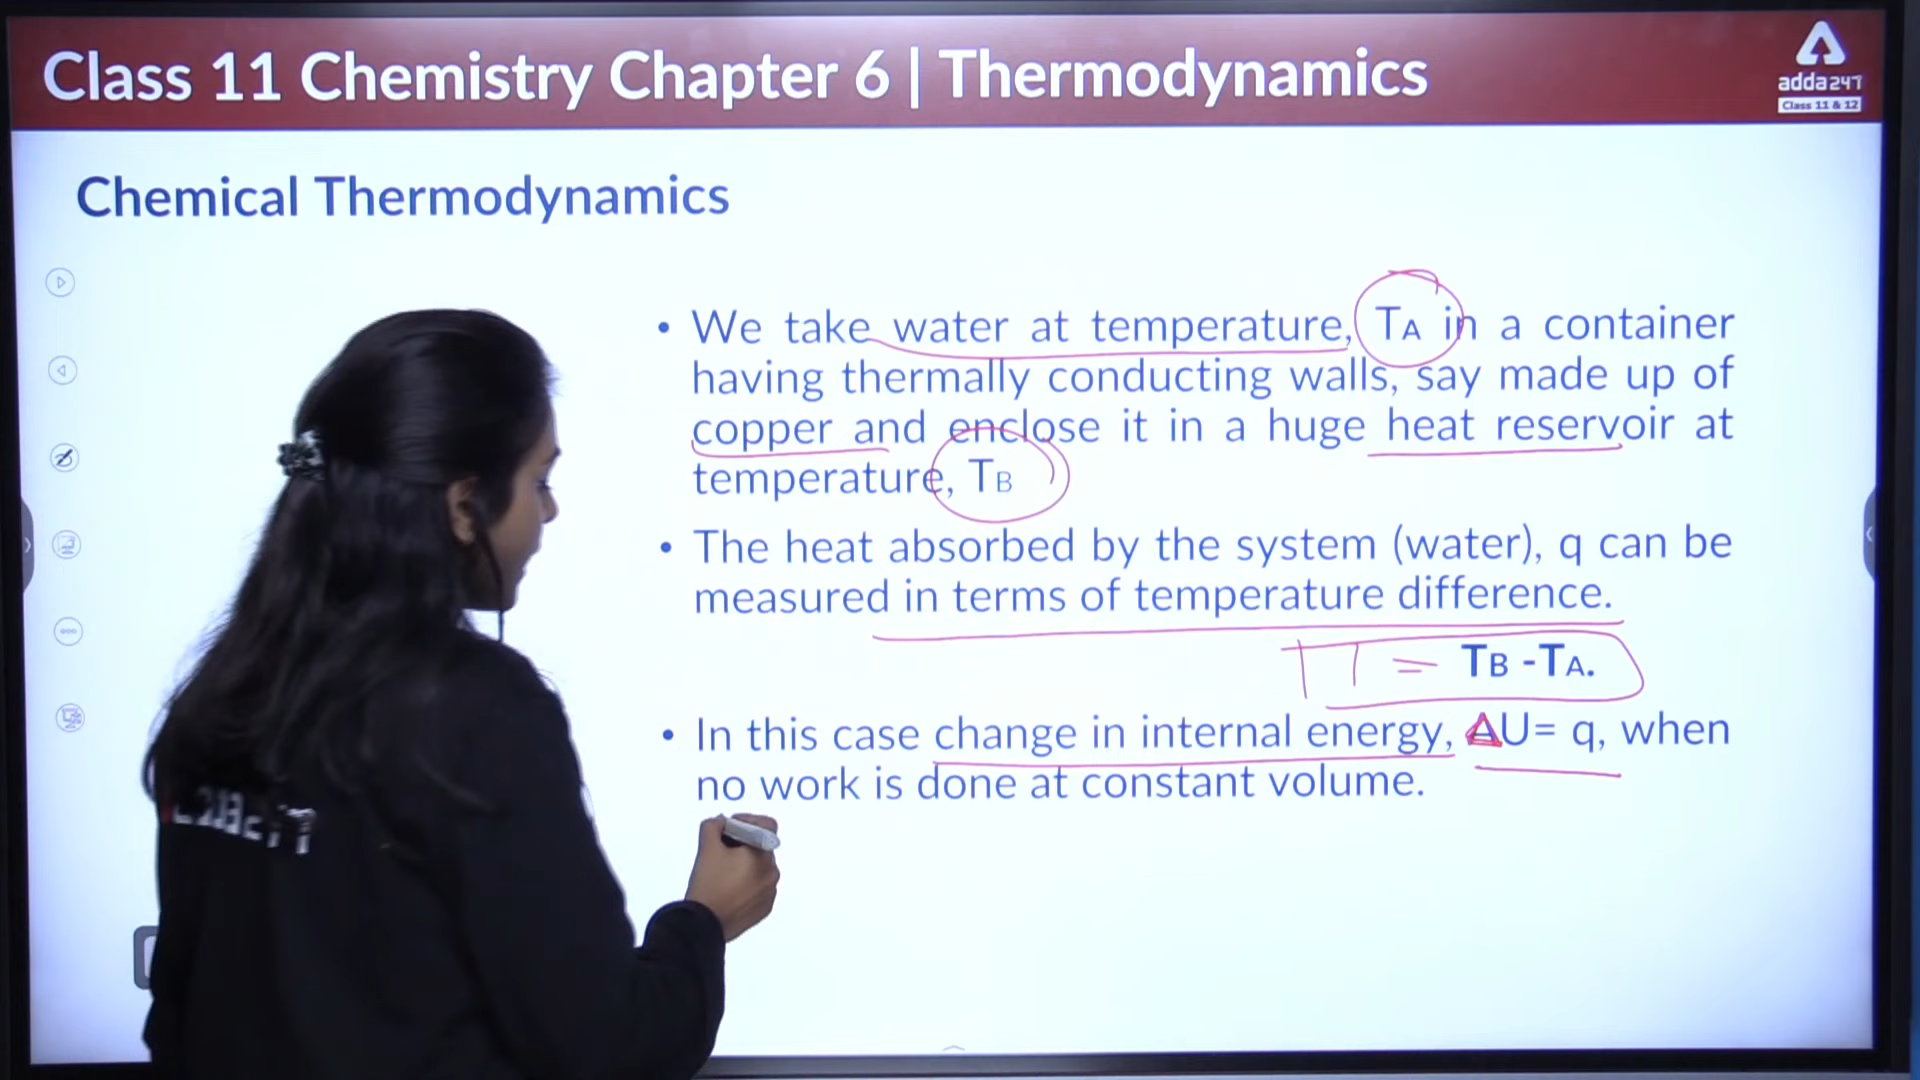 Class 11 Chemistry Chapter 6 | Thermodynamics
adda247
Class 11 & 12
Chemical Thermodynamics
• We take water at temperature, TA in a container
having thermally conducting walls, say made up of
copper and enclose it in a huge heat reservoir at
temperature, TB
• The heat absorbed by the system (water), q can be
measured in terms of temperature difference.
= TB -TA.
• In this case change in internal energy, ΔU= q, when
no work is done at constant volume.